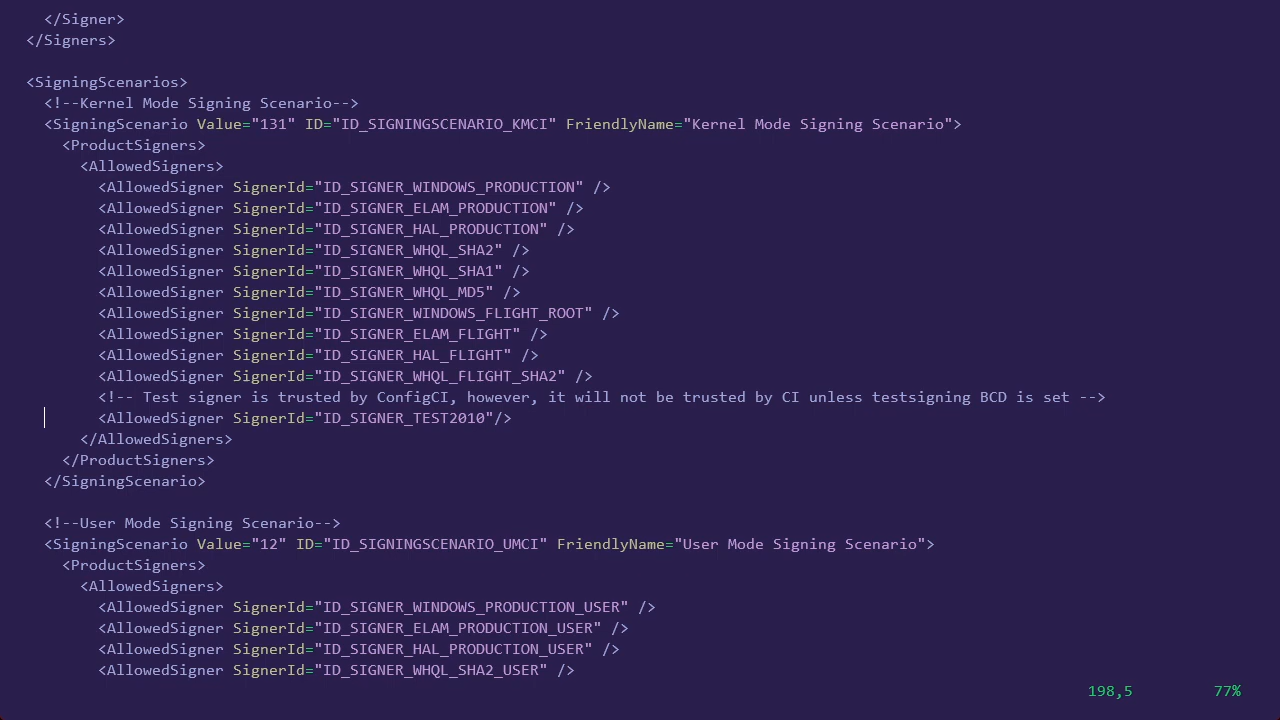 </Signer>
</Signers>
<SigningScenarios>
<!--Kernel Mode Signing Scenario-->
<SigningScenario Value="131" ID="ID_SIGNINGSCENARIO_KMCI" FriendlyName="Kernel Mode Signing Scenario">
<ProductSigners>
<AllowedSigners>
<AllowedSigner SignerId="ID_SIGNER_WINDOWS_PRODUCTION" />
<AllowedSigner SignerId="ID_SIGNER_ELAM_PRODUCTION" />
<AllowedSigner SignerId="ID_SIGNER_HAL_PRODUCTION" />
<AllowedSigner SignerId="ID_SIGNER_WHQL_SHA2" />
<AllowedSigner SignerId="ID_SIGNER_WHQL_SHA1" />
<AllowedSigner SignerId="ID_SIGNER_WHQL_MD5" />
<AllowedSigner SignerId="ID_SIGNER_WINDOWS_FLIGHT_ROOT" />
<AllowedSigner SignerId="ID_SIGNER_ELAM_FLIGHT" />
<AllowedSigner SignerId="ID_SIGNER_HAL_FLIGHT" />
<AllowedSigner SignerId="ID_SIGNER_WHQL_FLIGHT_SHA2" />
<!-- Test signer is trusted by ConfigCI, however, it will not be trusted by CI unless testsigning BCD is set -->
<AllowedSigner SignerId="ID_SIGNER_TEST2010"/>
</AllowedSigners>
</ProductSigners>
</SigningScenario>
<!--User Mode Signing Scenario-->
<SigningScenario Value="12" ID="ID_SIGNINGSCENARIO_UMCI" FriendlyName="User Mode Signing Scenario">
<ProductSigners>
<AllowedSigners>
<AllowedSigner SignerId="ID_SIGNER_WINDOWS_PRODUCTION_USER" />
<AllowedSigner SignerId="ID_SIGNER_ELAM_PRODUCTION_USER" />
<AllowedSigner SignerId="ID_SIGNER_HAL_PRODUCTION_USER" />
<AllowedSigner SignerId="ID_SIGNER_WHQL_SHA2_USER" />
198,5 77%